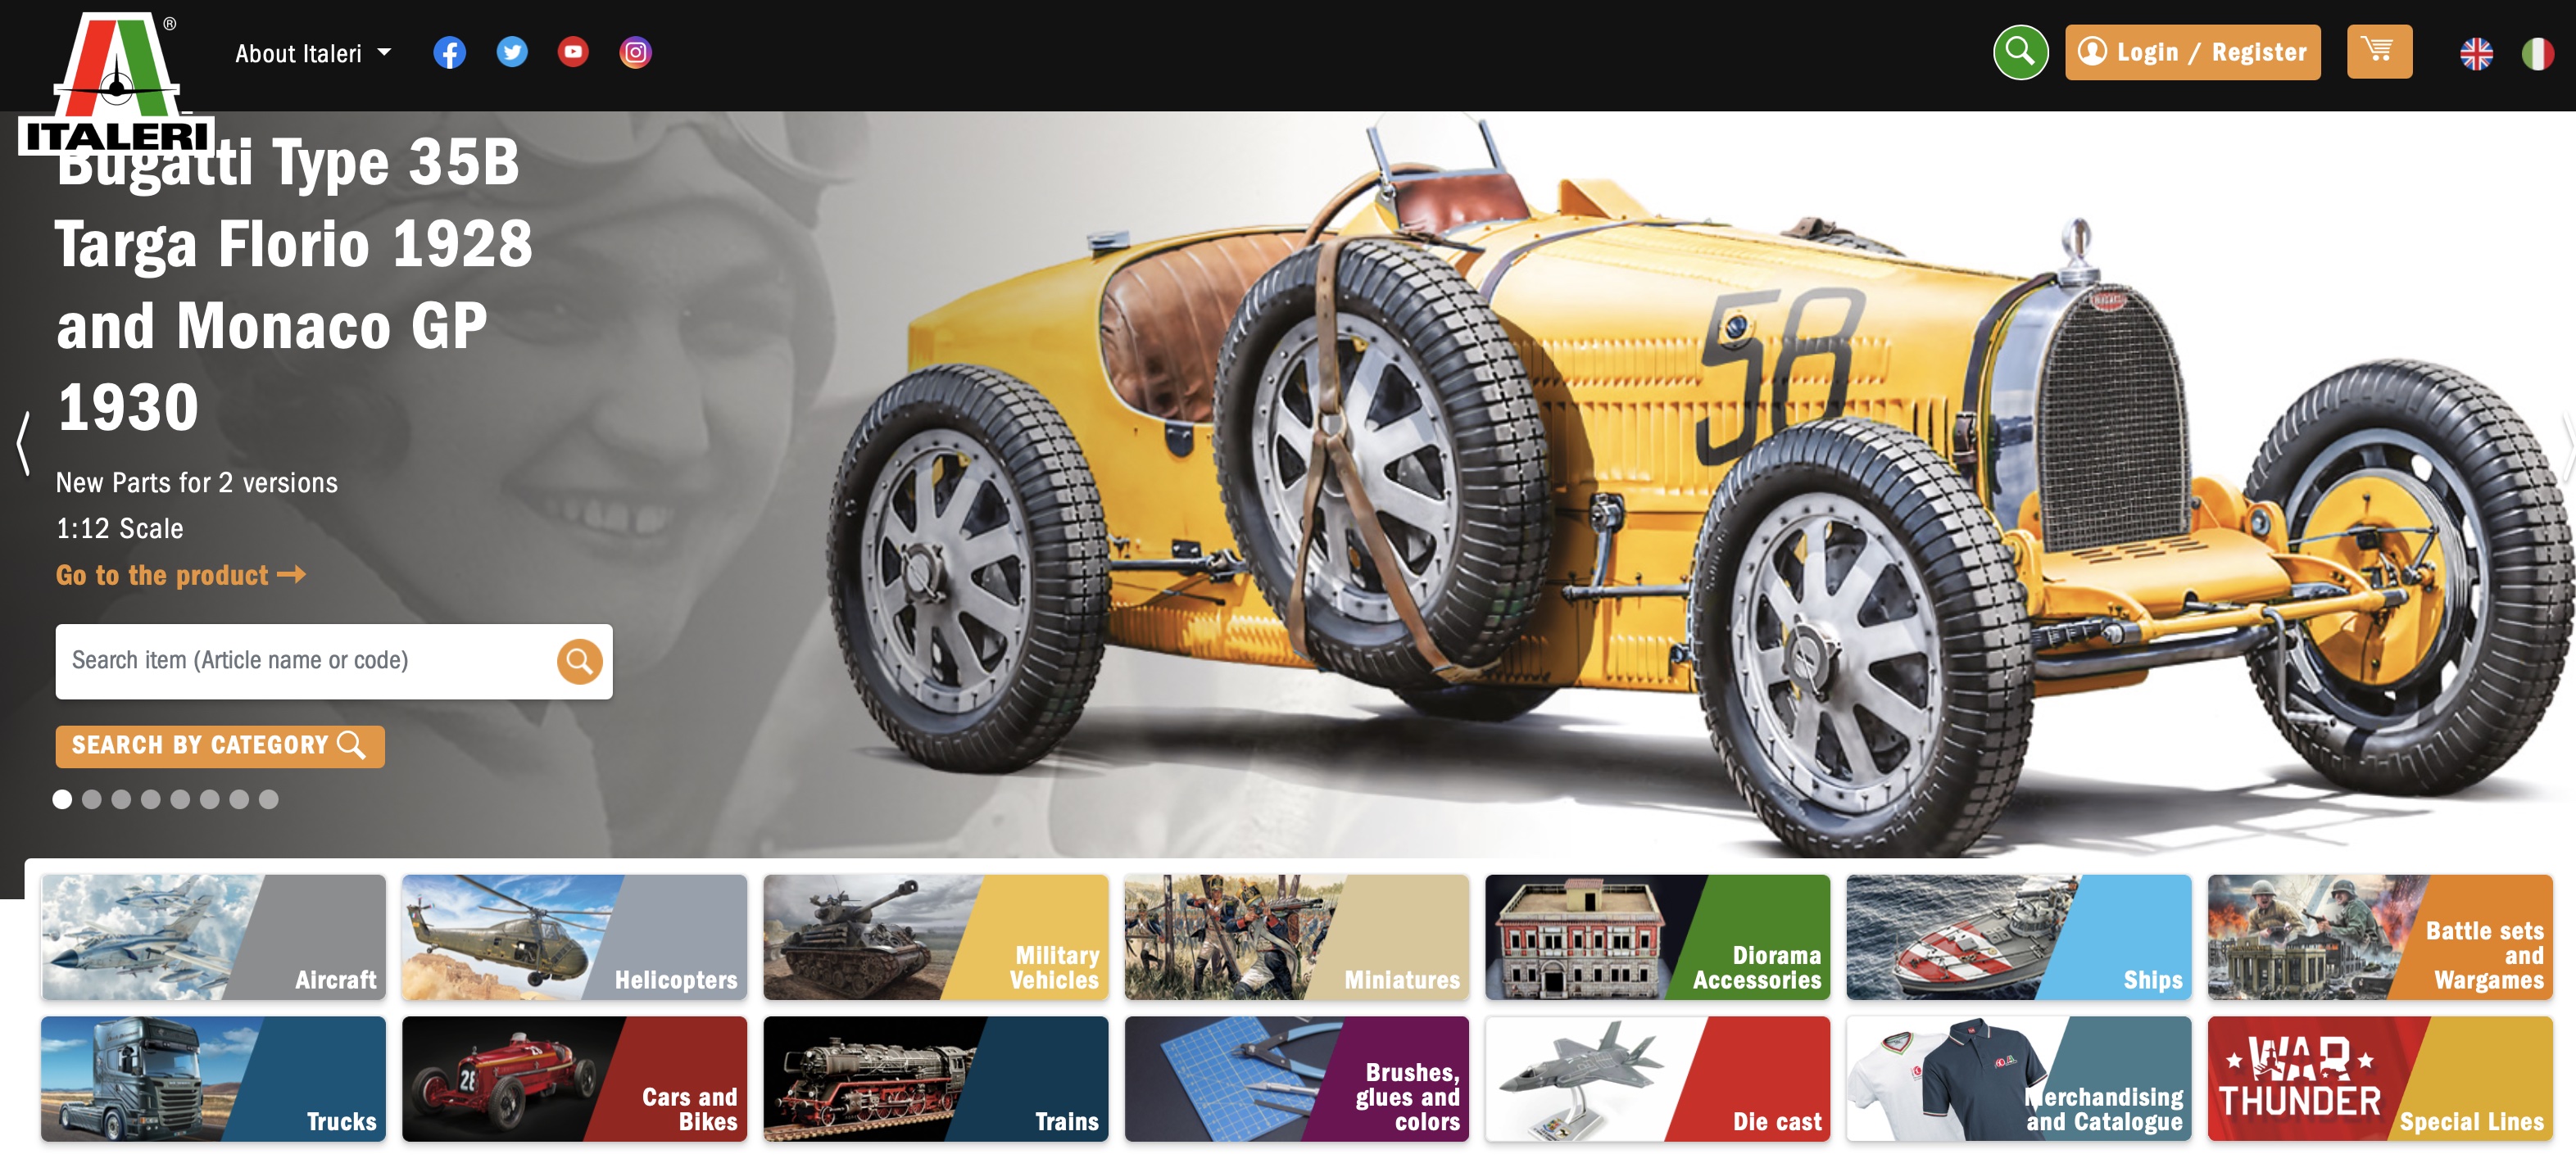 ®
ITALERI
About Italeri
Login / Register
Bugatti Type 35B
Targa Florio 1928
and Monaco GP
1930
New Parts for 2 versions
1:12 Scale
Go to the product
Search item (Article name or code)
SEARCH BY CATEGORY
58
Aircraft
Helicopters
Military
Vehicles
Miniatures
Diorama
Accessories
Ships
Battle sets
and
Wargames
Trucks
28
Cars and
Bikes
Trains
Brushes,
glues and
colors
Die cast
Merchandising
and Catalogue
WAR
THUNDER
Special Lines